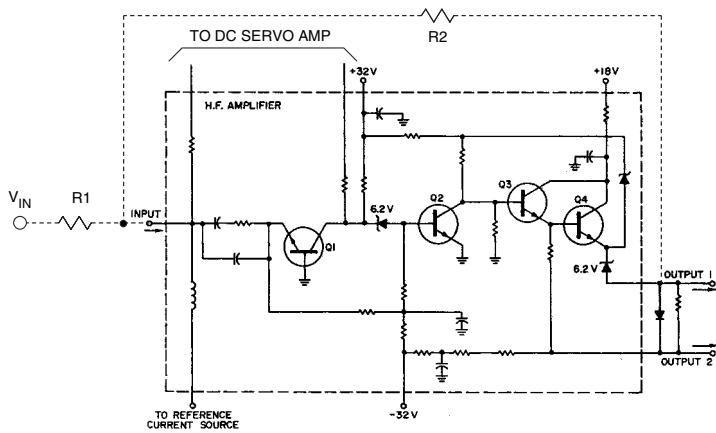 R2
TO DC SERVO AMP
+32V
+18V
H.F. AMPLIFIER
Q3
Q2
Q4
VIN
R1
INPUT
6.2V
Q1
6.2V
OUTPUT 1
OUTPUT 2
TO REFERENCE
CURRENT SOURCE
-32V